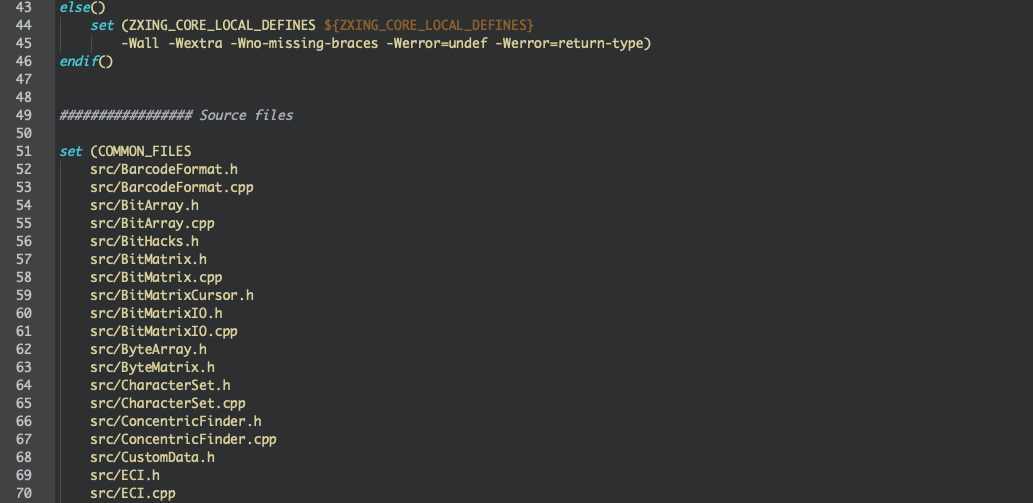 43 else()
44     set (ZXING_CORE_LOCAL_DEFINES ${ZXING_CORE_LOCAL_DEFINES}
45         -Wall -Wextra -Wno-missing-braces -Werror=undef -Werror=return-type)
46 endif()
47
48
49 ################# Source files
50
51 set (COMMON_FILES
52     src/BarcodeFormat.h
53     src/BarcodeFormat.cpp
54     src/BitArray.h
55     src/BitArray.cpp
56     src/BitHacks.h
57     src/BitMatrix.h
58     src/BitMatrix.cpp
59     src/BitMatrixCursor.h
60     src/BitMatrixIO.h
61     src/BitMatrixIO.cpp
62     src/ByteArray.h
63     src/ByteMatrix.h
64     src/CharacterSet.h
65     src/CharacterSet.cpp
66     src/ConcentricFinder.h
67     src/ConcentricFinder.cpp
68     src/CustomData.h
69     src/ECI.h
70     src/ECI.cpp